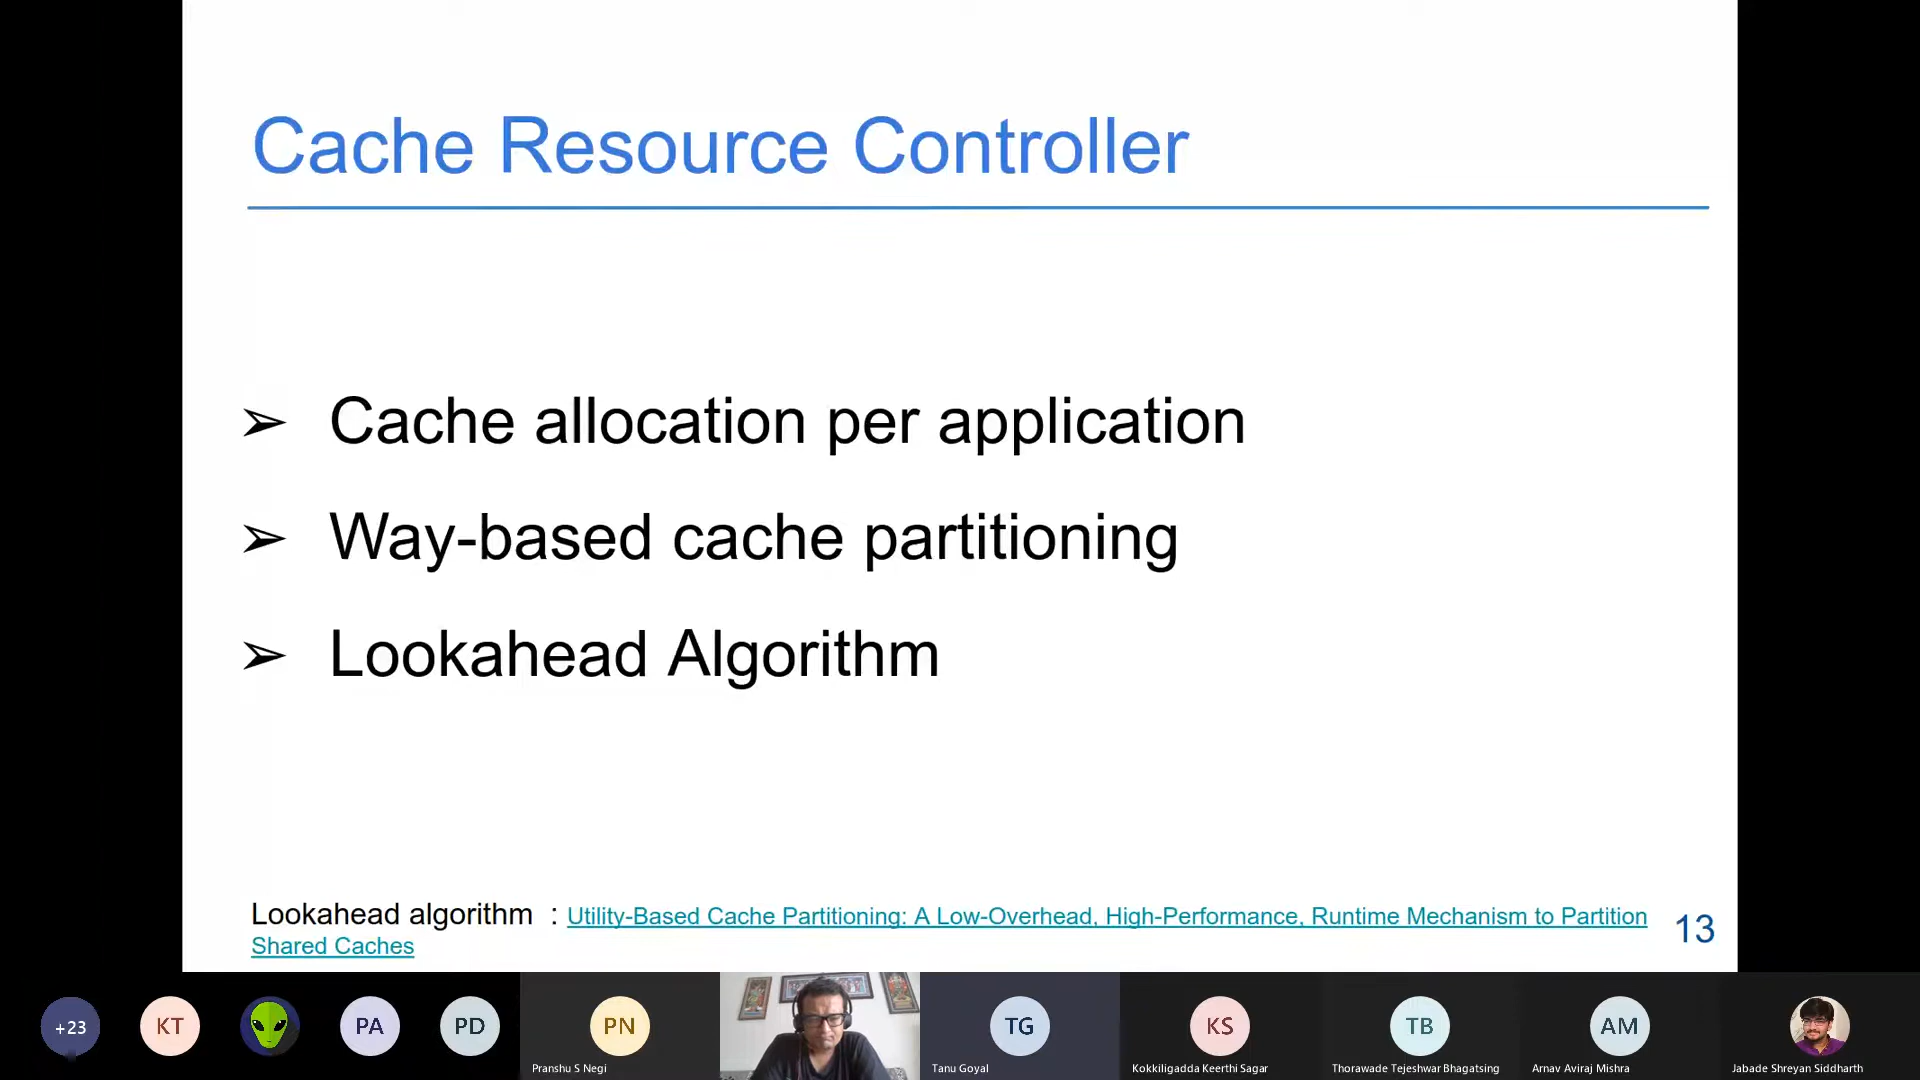 Cache Resource Controller
➢ Cache allocation per application
➢ Way-based cache partitioning
➢ Lookahead Algorithm
Lookahead algorithm : Utility-Based Cache Partitioning: A Low-Overhead, High-Performance, Runtime Mechanism to Partition
Shared Caches
13
+23
KT
PA
PD
PN
TG
KS
TB
AM
Pranshu S Negi
Tanu Goyal
Kokkiligadda Keerthi Sagar
Thorawade Tejeshwar Bhagatsing
Arnav Aviraj Mishra
Jabade Shreyan Siddharth